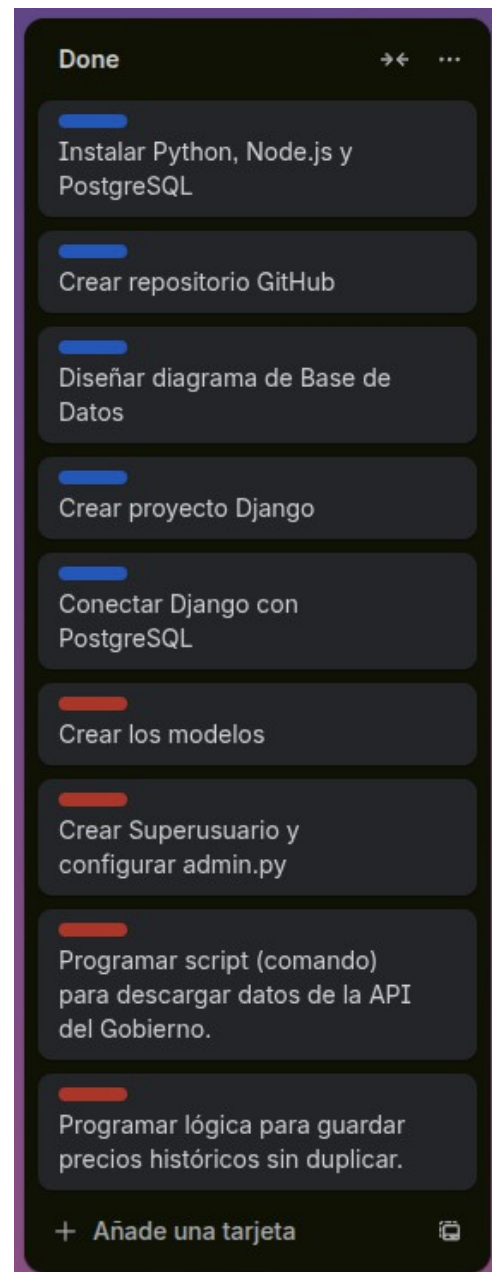 Done
Instalar Python, Node.js y
PostgreSQL
Crear repositorio GitHub
Diseñar diagrama de Base de
Datos
Crear proyecto Django
Conectar Django con
PostgreSQL
Crear los modelos
Crear Superusuario y
configurar admin.py
Programar script (comando)
para descargar datos de la API
del Gobierno.
Programar lógica para guardar
precios históricos sin duplicar.
+ Añade una tarjeta